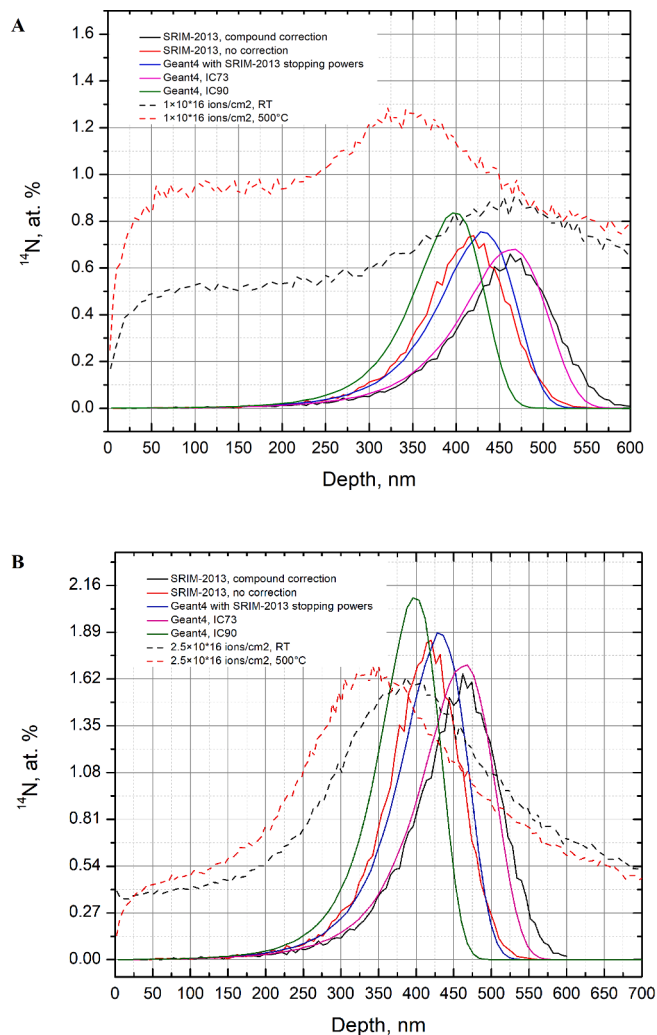 A
SRIM-2013, compound correction
SRIM-2013, no correction
Geant4 with SRIM-2013 stopping powers
Geant4, IC73
Geant4, IC90
1×10*16 ions/cm2, RT
1×10*16 ions/cm2, 500°C
1.6
1.4
1.2
1.0
0.8
0.6
0.4
0.2
0.0
¹⁴N, at. %
0 50 100 150 200 250 300 350 400 450 500 550 600
Depth, nm
B
SRIM-2013, compound correction
SRIM-2013, no correction
Geant4 with SRIM-2013 stopping powers
Geant4, IC73
Geant4, IC90
2.5×10*16 ions/cm2, RT
2.5×10*16 ions/cm2, 500°C
2.16
1.89
1.62
1.35
1.08
0.81
0.54
0.27
0.00
¹⁴N, at. %
0 50 100 150 200 250 300 350 400 450 500 550 600 650 700
Depth, nm